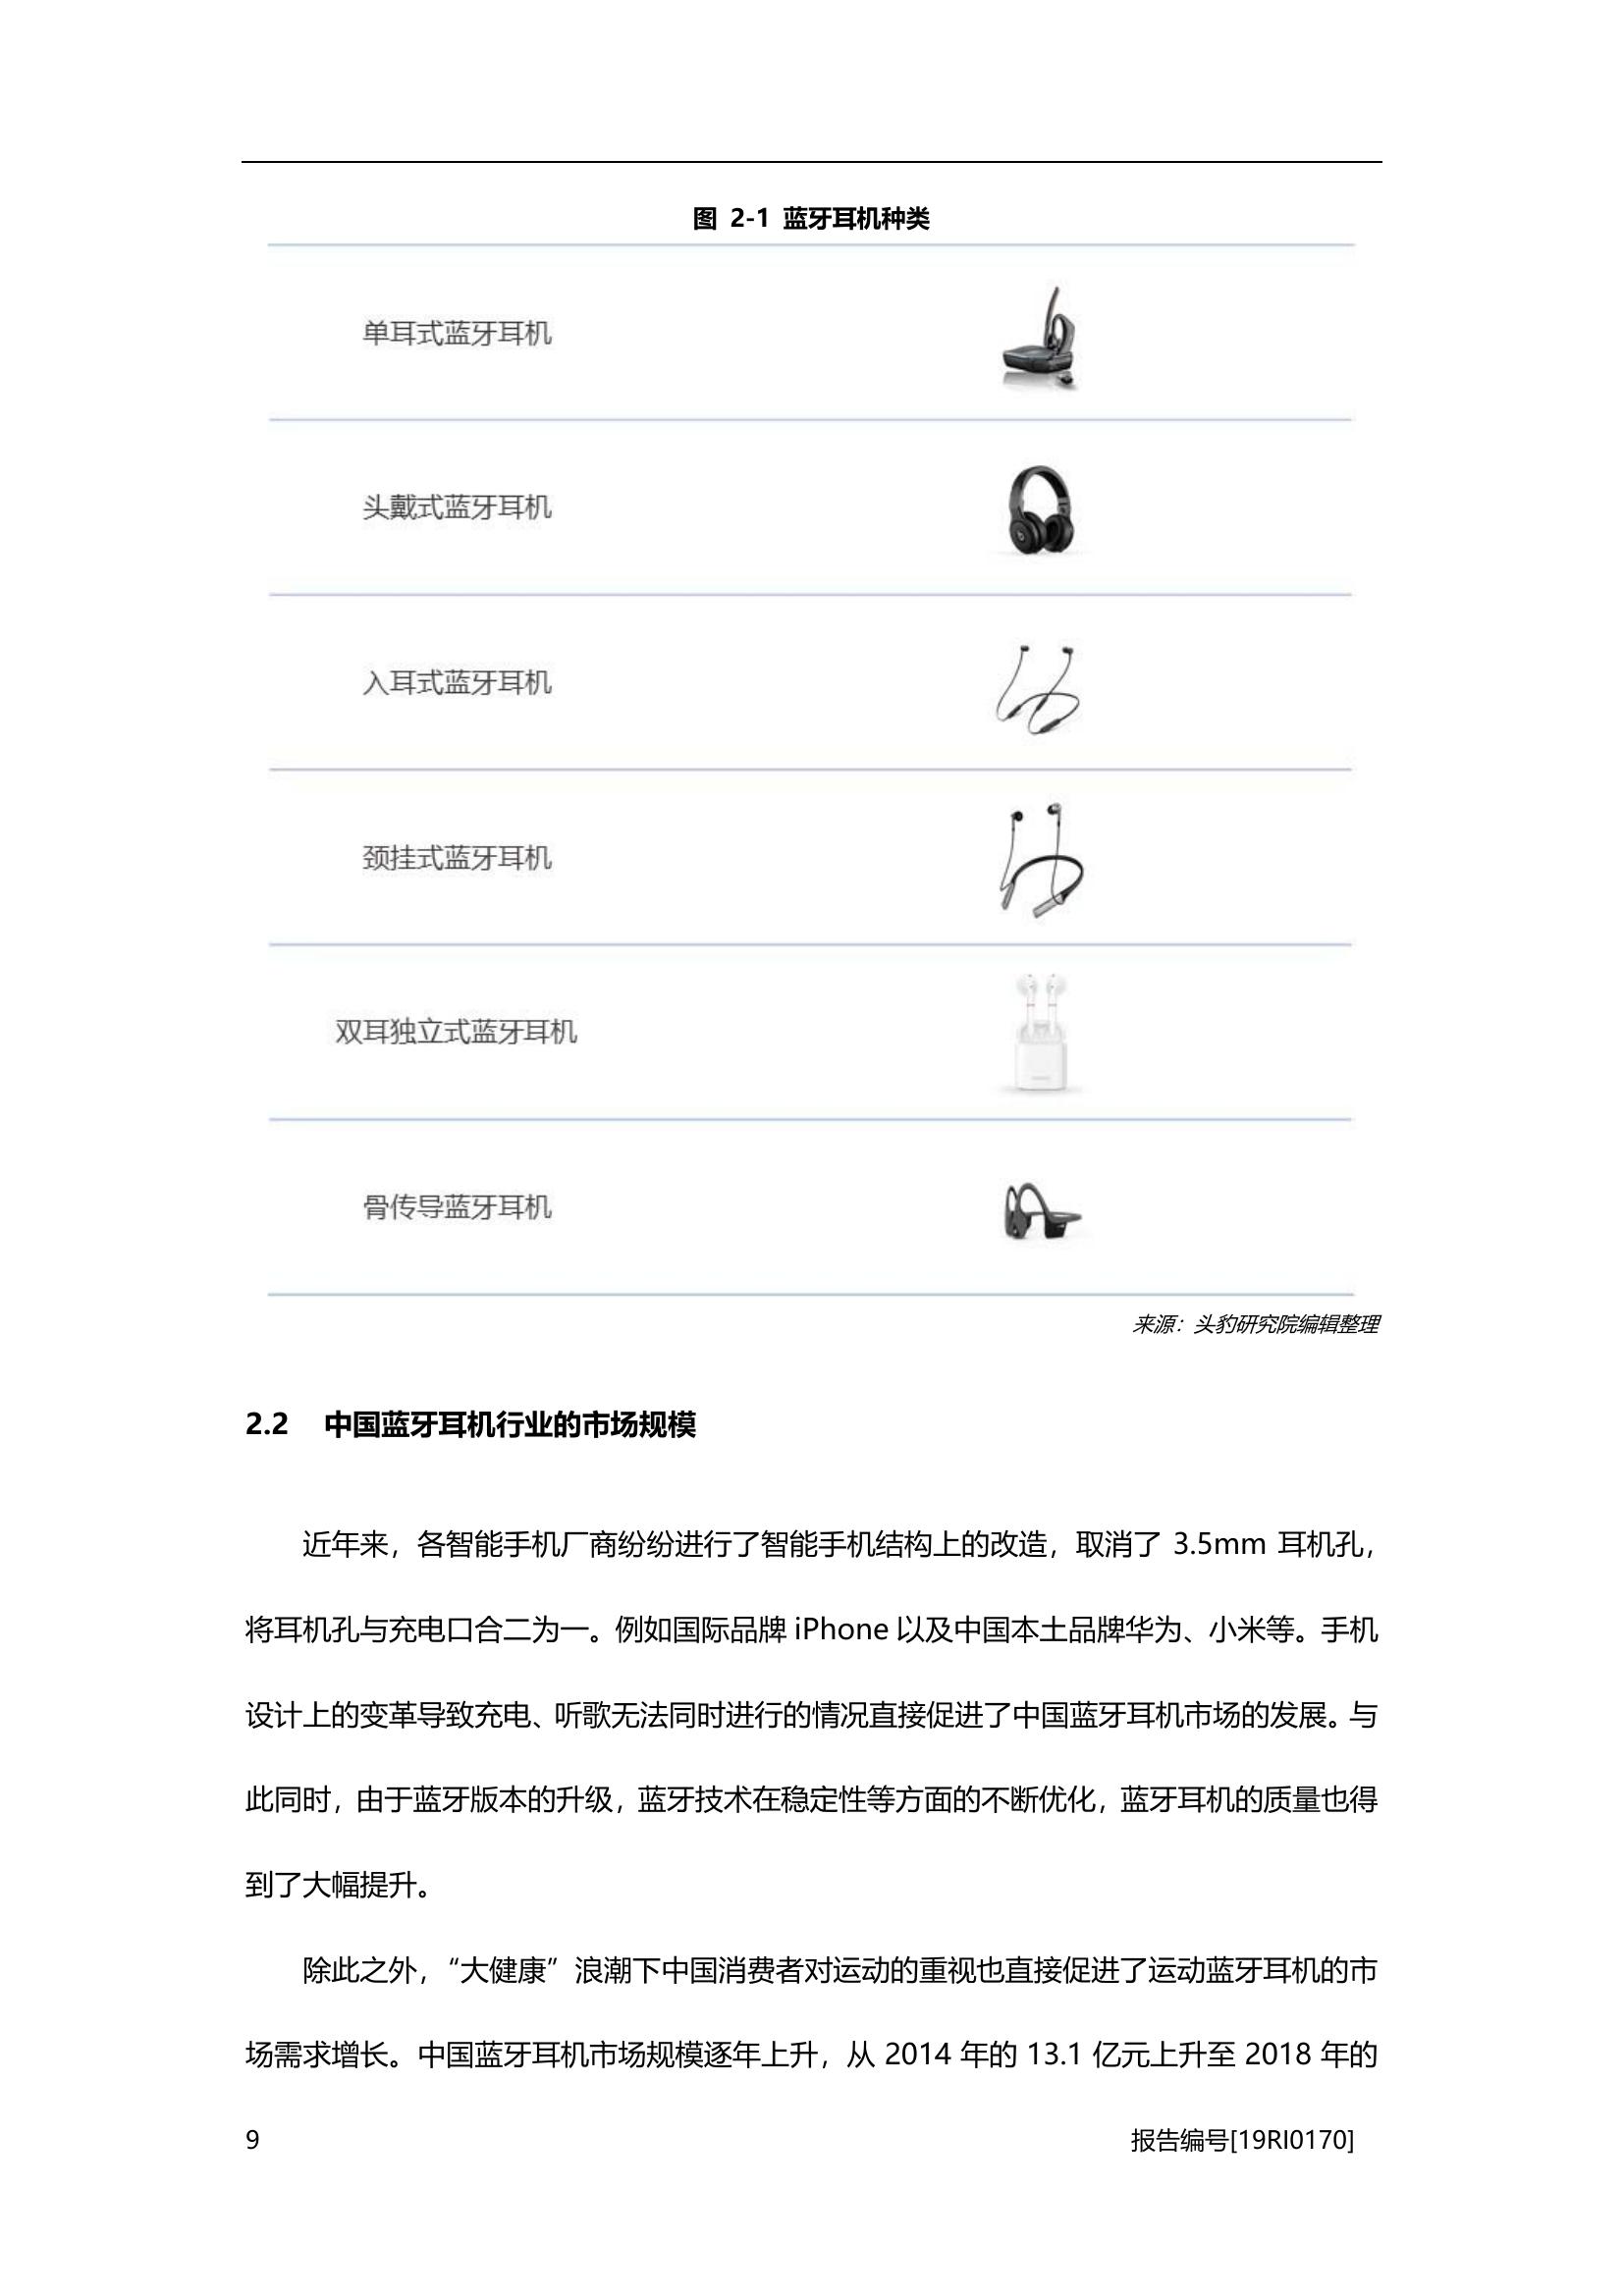 图 2-1 蓝牙耳机种类
单耳式蓝牙耳机
头戴式蓝牙耳机
入耳式蓝牙耳机
颈挂式蓝牙耳机
双耳独立式蓝牙耳机
骨传导蓝牙耳机
来源：头豹研究院编辑整理
2.2 中国蓝牙耳机行业的市场规模
近年来，各智能手机厂商纷纷进行了智能手机结构上的改造，取消了 3.5mm 耳机孔，
将耳机孔与充电口合二为一。例如国际品牌 iPhone 以及中国本土品牌华为、小米等。手机
设计上的变革导致充电、听歌无法同时进行的情况直接促进了中国蓝牙耳机市场的发展。与
此同时，由于蓝牙版本的升级，蓝牙技术在稳定性等方面的不断优化，蓝牙耳机的质量也得
到了大幅提升。
除此之外，“大健康”浪潮下中国消费者对运动的重视也直接促进了运动蓝牙耳机的市
场需求增长。中国蓝牙耳机市场规模逐年上升，从 2014 年的 13.1 亿元上升至 2018 年的
9 报告编号[19RI0170]